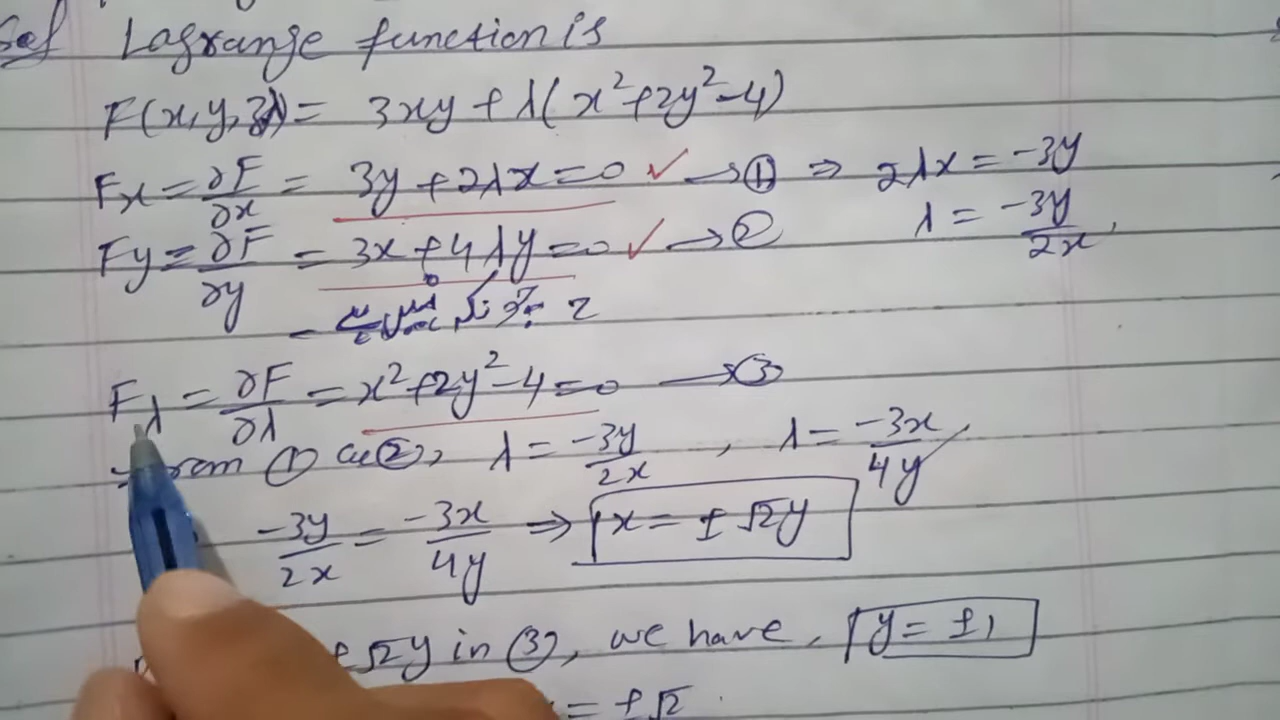 Sol Lagrange function is
F(x,y,λ) = 3xy + λ(x²+2y²-4)
Fx = ∂F/∂x = 3y + 2λx = 0 ✓ → ① ⇒ 2λx = -3y
λ = -3y/2x,
Fy = ∂F/∂y = 3x + 4λy = 0 ✓ → ②
Fλ = ∂F/∂λ = x²+2y²-4 = 0 → ③
From ① & ②, λ = -3y/2x , λ = -3x/4y,
-3y/2x = -3x/4y ⇒ x = ± √2y
± √2y in ③, we have, y = ±1
= ±√2